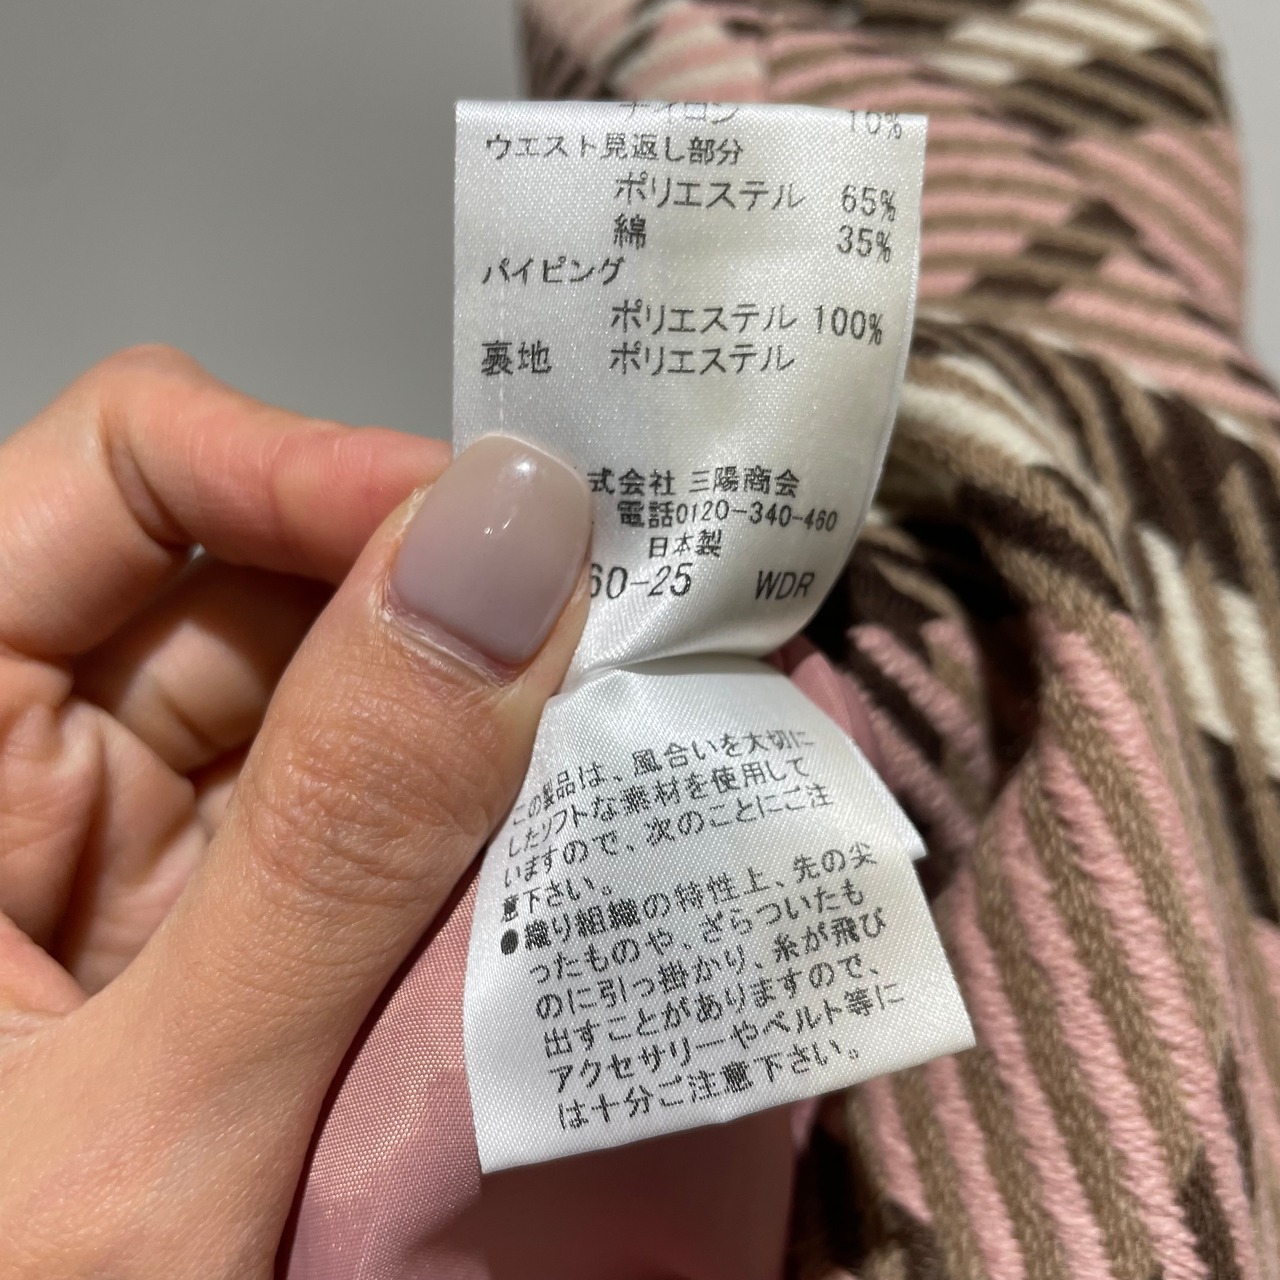 ナイロン 10%
ウエスト見返し部分
ポリエステル 65%
綿 35%
パイピング
ポリエステル 100%
裏地 ポリエステル
式会社 三陽商会
電話0120-340-460
日本製
60-25 WDR
この製品は、風合いを大切に
したソフトな素材を使用して
いますので、次のことにご注
意下さい。
●織り組織の特性上、先の尖
ったものや、ざらついたも
のに引っ掛かり、糸が飛び
出すことがありますので、
アクセサリーやベルト等に
は十分ご注意下さい。